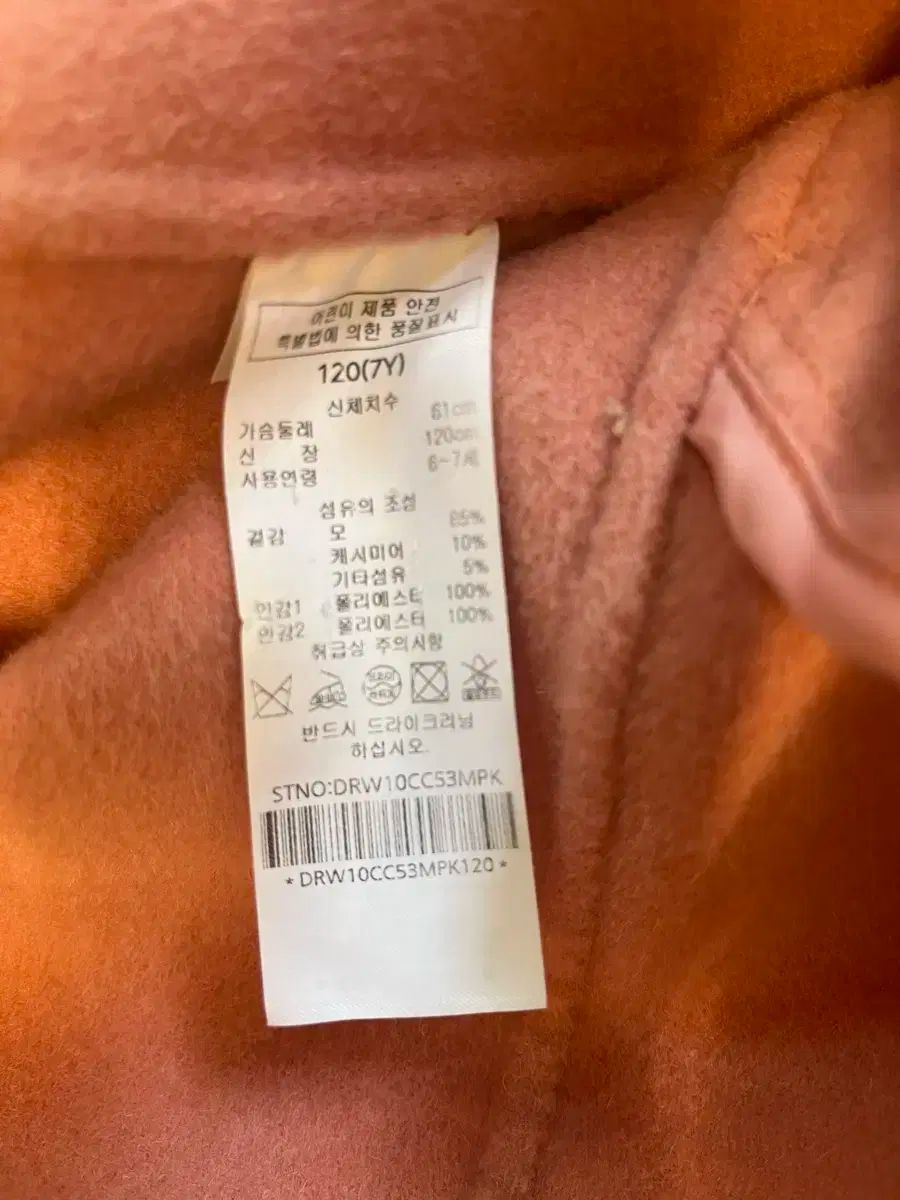 어린이 제품 안전
특별법에 의한 품질표시
120(7Y)
신체치수
가슴둘레 61cm
신 장 120cm
사용연령 6~7세
섬유의 조성
겉감 모 85%
캐시미어 10%
기타섬유 5%
안감1 폴리에스터 100%
안감2 폴리에스터 100%
취급상 주의사항
드라이
반드시 드라이크리닝
하십시오.
STNO:DRW10CC53MPK
*DRW10CC53MPK120*